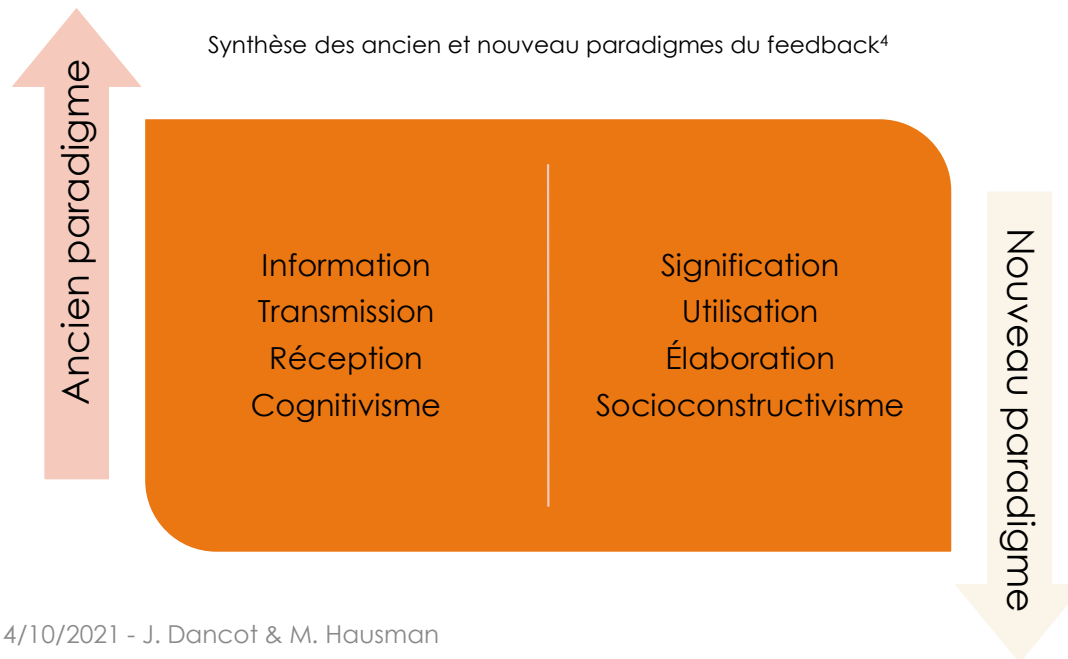 Synthèse des ancien et nouveau paradigmes du feedback⁴
Ancien paradigme
Information
Transmission
Réception
Cognitivisme
Signification
Utilisation
Élaboration
Socioconstructivisme
Nouveau paradigme
4/10/2021 - J. Dancot & M. Hausman